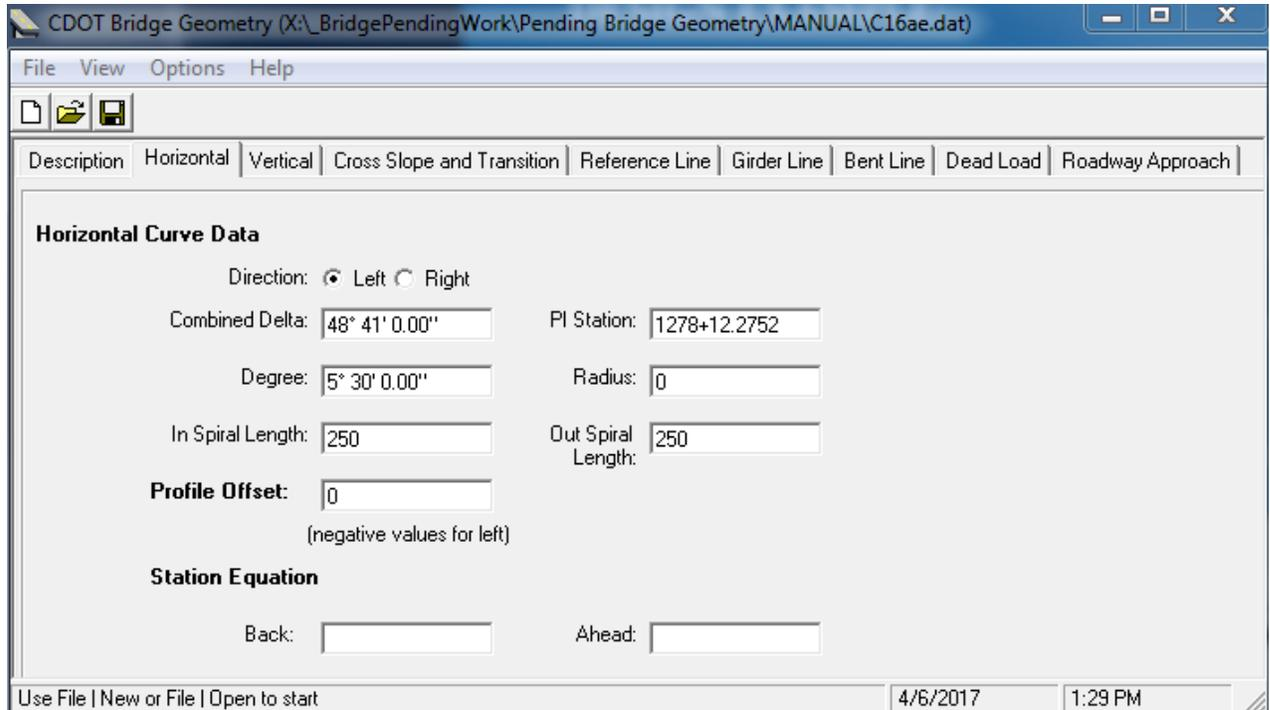 CDOT Bridge Geometry (X:\_BridgePendingWork\Pending Bridge Geometry\MANUAL\C16ae.dat)
File View Options Help
Description Horizontal Vertical Cross Slope and Transition Reference Line Girder Line Bent Line Dead Load Roadway Approach
Horizontal Curve Data
Direction: Left Right
Combined Delta: 48° 41' 0.00'' PI Station: 1278+12.2752
Degree: 5° 30' 0.00'' Radius: 0
In Spiral Length: 250 Out Spiral Length: 250
Profile Offset: 0
(negative values for left)
Station Equation
Back: Ahead:
Use File | New or File | Open to start 4/6/2017 1:29 PM